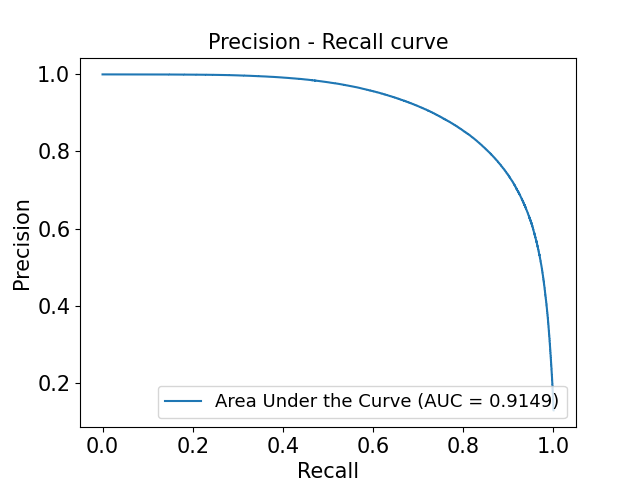 Precision - Recall curve
1.0
0.8
0.6
0.4
0.2
Precision
Area Under the Curve (AUC = 0.9149)
0.0 0.2 0.4 0.6 0.8 1.0
Recall